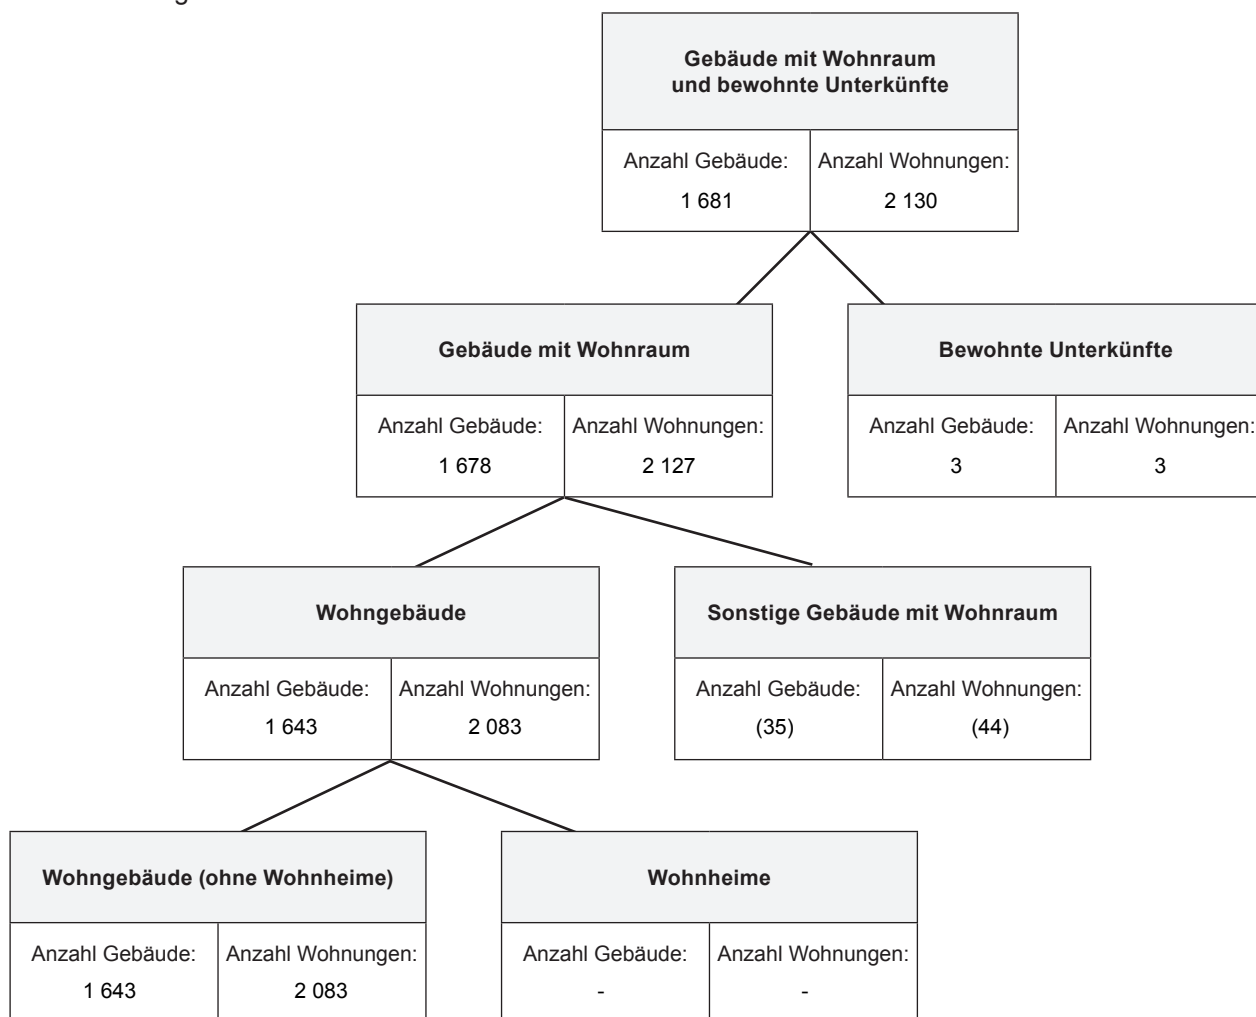 Gebäude mit Wohnraum
und bewohnte Unterkünfte
Anzahl Gebäude: Anzahl Wohnungen:
1 681 2 130
Gebäude mit Wohnraum Bewohnte Unterkünfte
Anzahl Gebäude: Anzahl Wohnungen: Anzahl Gebäude: Anzahl Wohnungen:
1 678 2 127 3 3
Wohngebäude Sonstige Gebäude mit Wohnraum
Anzahl Gebäude: Anzahl Wohnungen: Anzahl Gebäude: Anzahl Wohnungen:
1 643 2 083 (35) (44)
Wohngebäude (ohne Wohnheime) Wohnheime
Anzahl Gebäude: Anzahl Wohnungen: Anzahl Gebäude: Anzahl Wohnungen:
1 643 2 083 - -